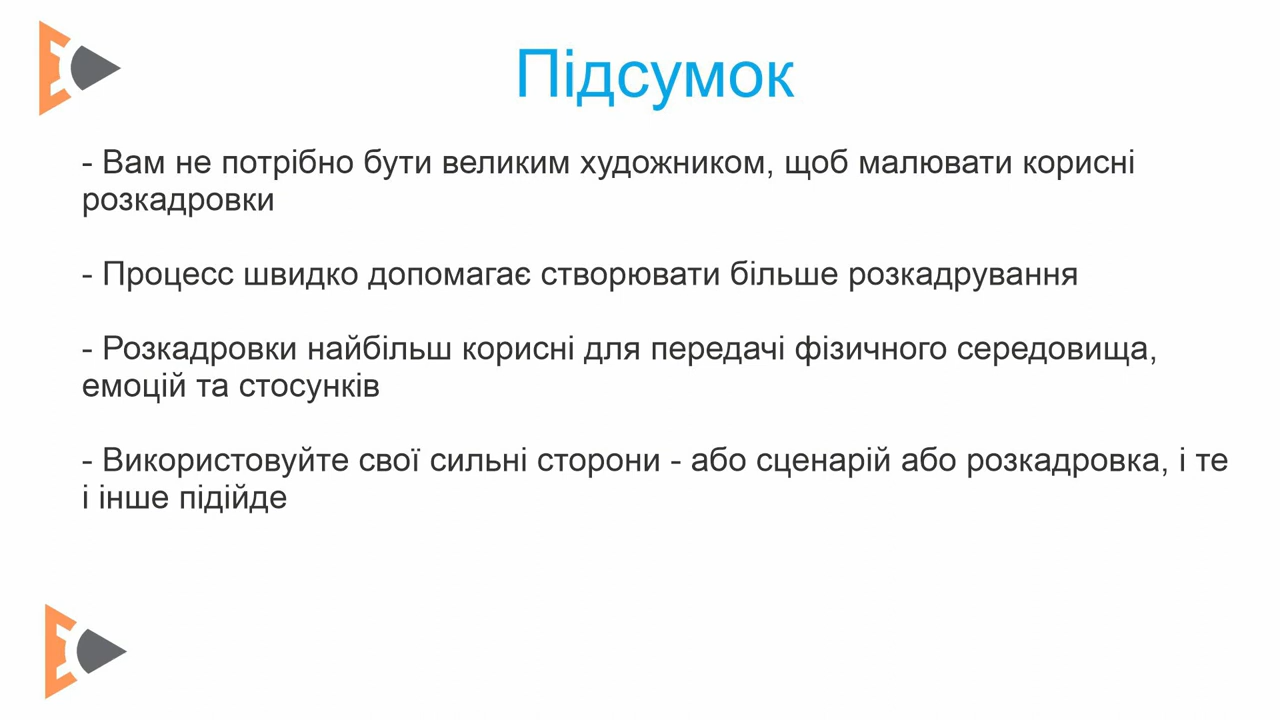 Підсумок
- Вам не потрібно бути великим художником, щоб малювати корисні
розкадровки
- Процесс швидко допомагає створювати більше розкадрування
- Розкадровки найбільш корисні для передачі фізичного середовища,
емоцій та стосунків
- Використовуйте свої сильні сторони - або сценарій або розкадровка, і те
і інше підійде